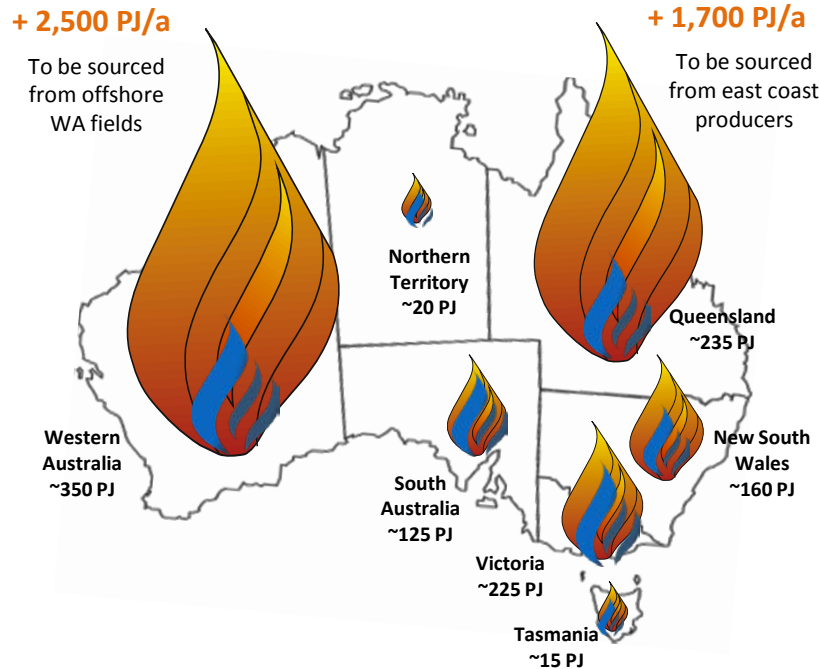 + 2,500 PJ/a
To be sourced
from offshore
WA fields
+ 1,700 PJ/a
To be sourced
from east coast
producers
Northern
Territory
~20 PJ
Queensland
~235 PJ
Western
Australia
~350 PJ
South
Australia
~125 PJ
New South
Wales
~160 PJ
Victoria
~225 PJ
Tasmania
~15 PJ